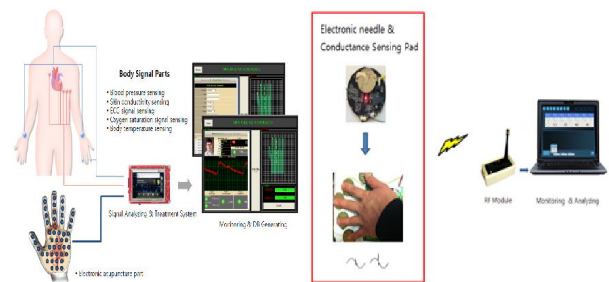 Body Signal Parts
• Blood pressure sensing
• Skin conductivity sensing
• ECG signal sensing
• Oxygen saturation signal sensing
• Body temperature sensing
Signal Analyzing & Treatment System
Monitoring & DB Generating
• Electronic acupuncture part
Electronic needle &
Conductance Sensing Pad
RF Module
Monitoring & Analyzing